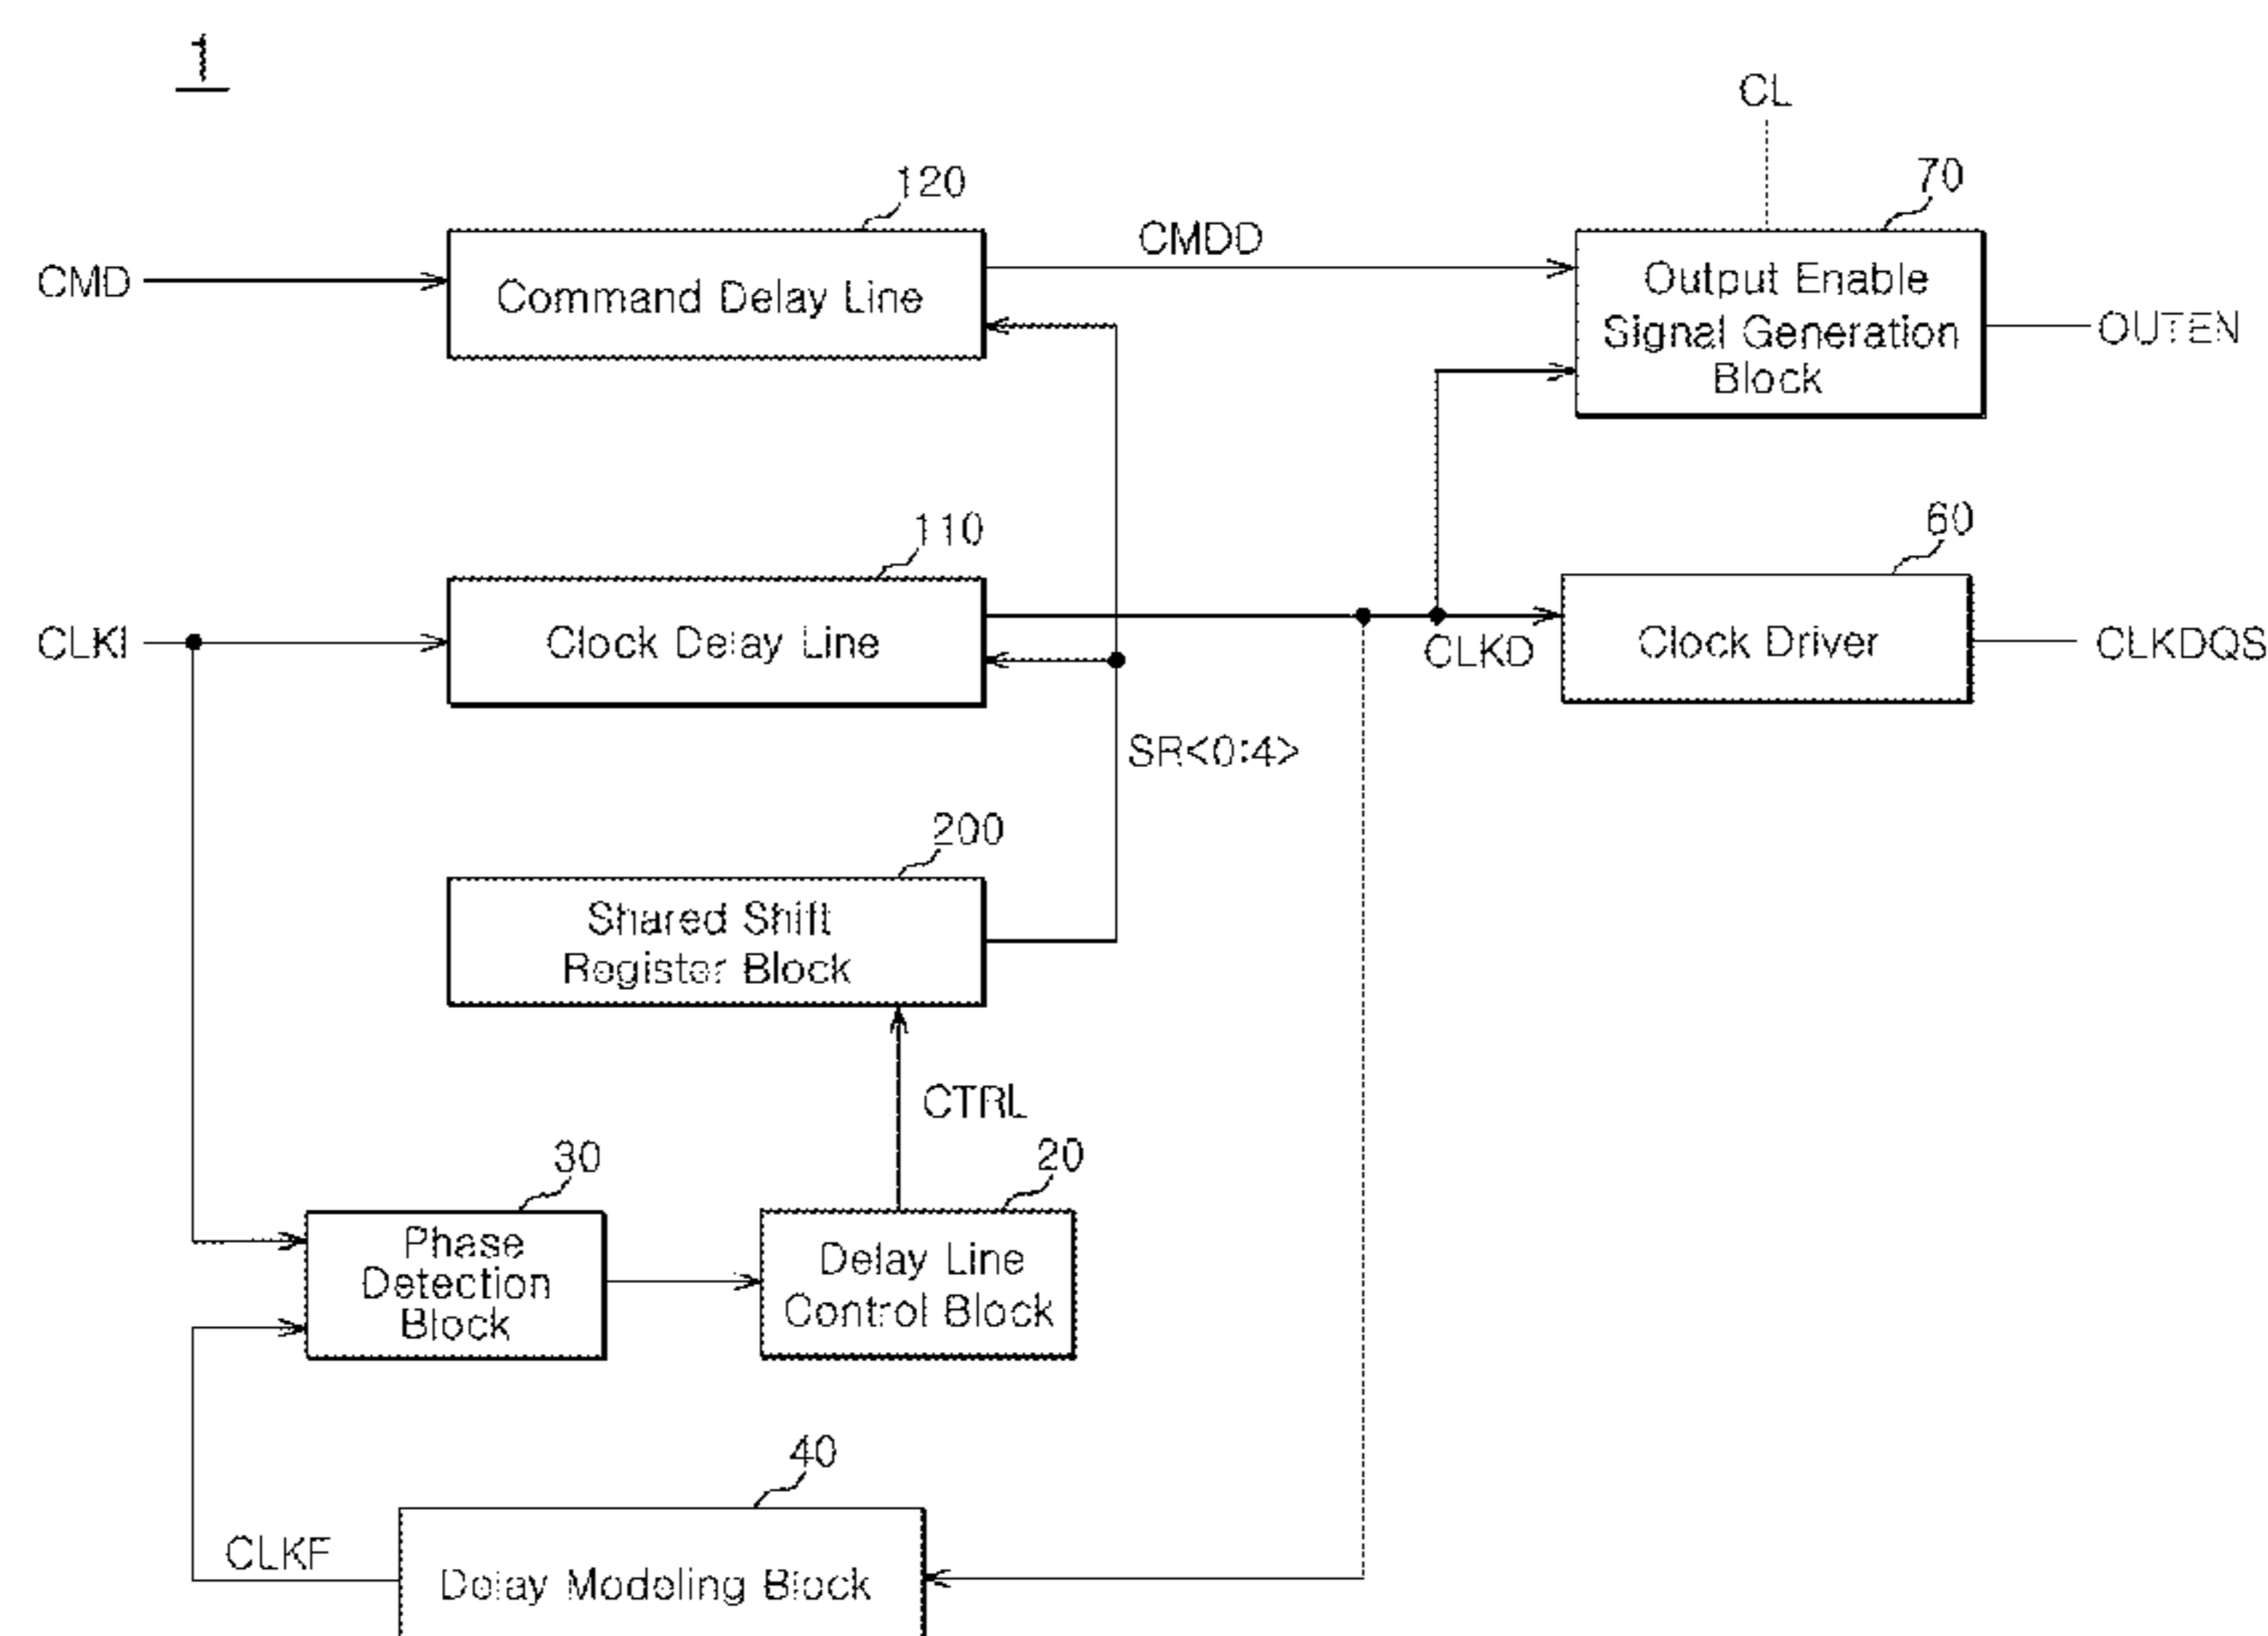 1
CL
120
70
CMD
Command Delay Line
CMDD
Output Enable
Signal Generation
Block
OUTEN
110
60
CLKI
Clock Delay Line
CLKD
Clock Driver
CLKDQS
SR<0:4>
200
Shared Shift
Register Block
CTRL
30
20
Phase
Detection
Block
Delay Line
Control Block
40
CLKF
Delay Modeling Block